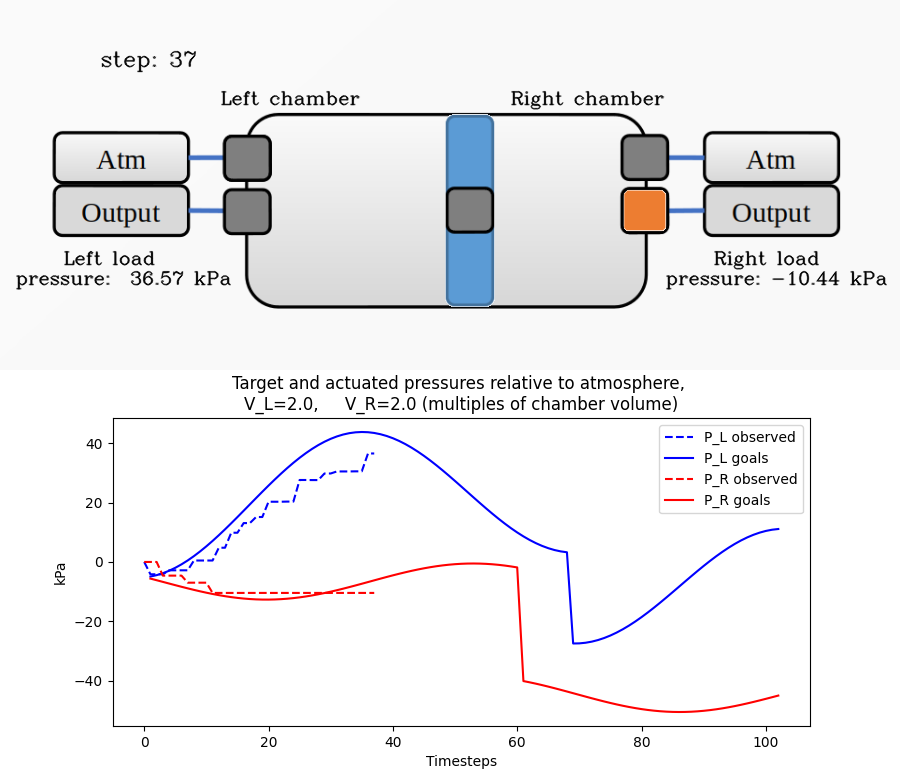 step: 37
Left chamber
Right chamber
Atm
Atm
Output
Output
Left load
pressure: 36.57 kPa
Right load
pressure: −10.44 kPa
Target and actuated pressures relative to atmosphere,
V_L=2.0, V_R=2.0 (multiples of chamber volume)
P_L observed
P_L goals
P_R observed
P_R goals
40
20
0
−20
−40
kPa
0 20 40 60 80 100
Timesteps